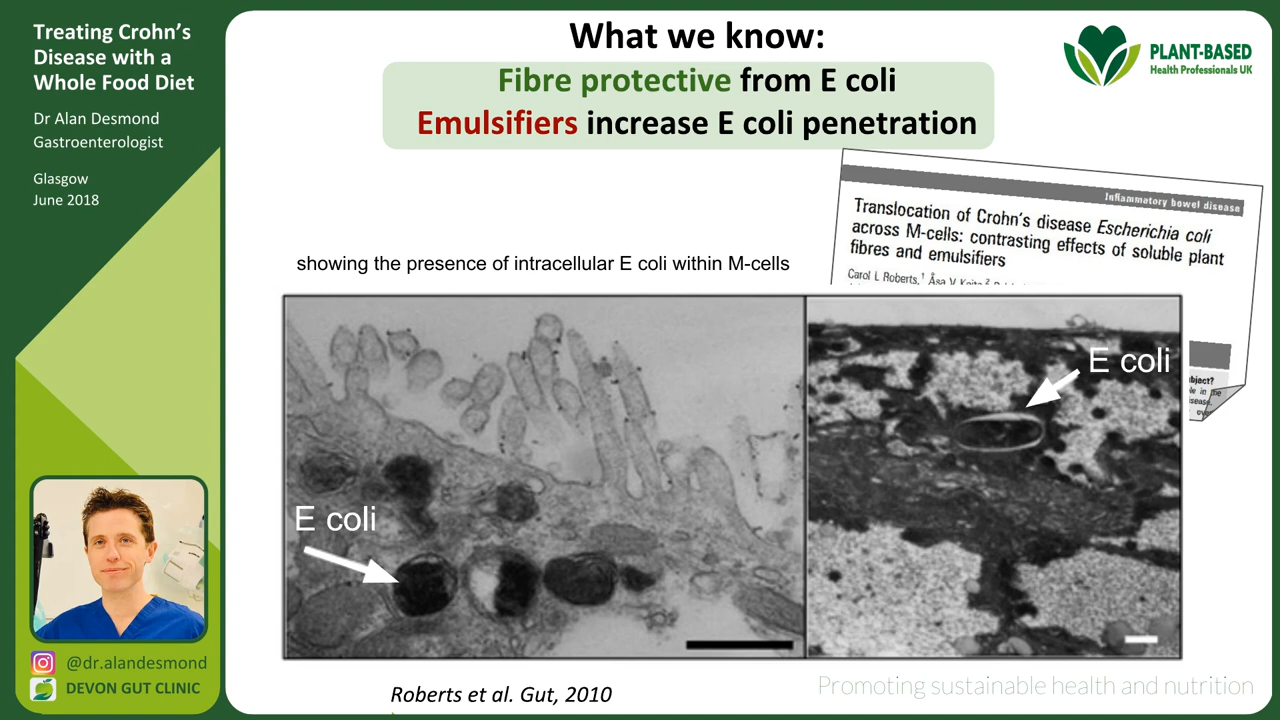 Treating Crohn's
Disease with a
Whole Food Diet
Dr Alan Desmond
Gastroenterologist
Glasgow
June 2018
@dr.alandesmond
DEVON GUT CLINIC
What we know:
Fibre protective from E coli
Emulsifiers increase E coli penetration
PLANT-BASED
Health Professionals UK
Inflammatory bowel disease
Translocation of Crohn's disease Escherichia coli
across M-cells: contrasting effects of soluble plant
fibres and emulsifiers
Carol L Roberts,¹ Åsa V Keita,²
showing the presence of intracellular E coli within M-cells
E coli
E coli
Roberts et al. Gut, 2010
Promoting sustainable health and nutrition